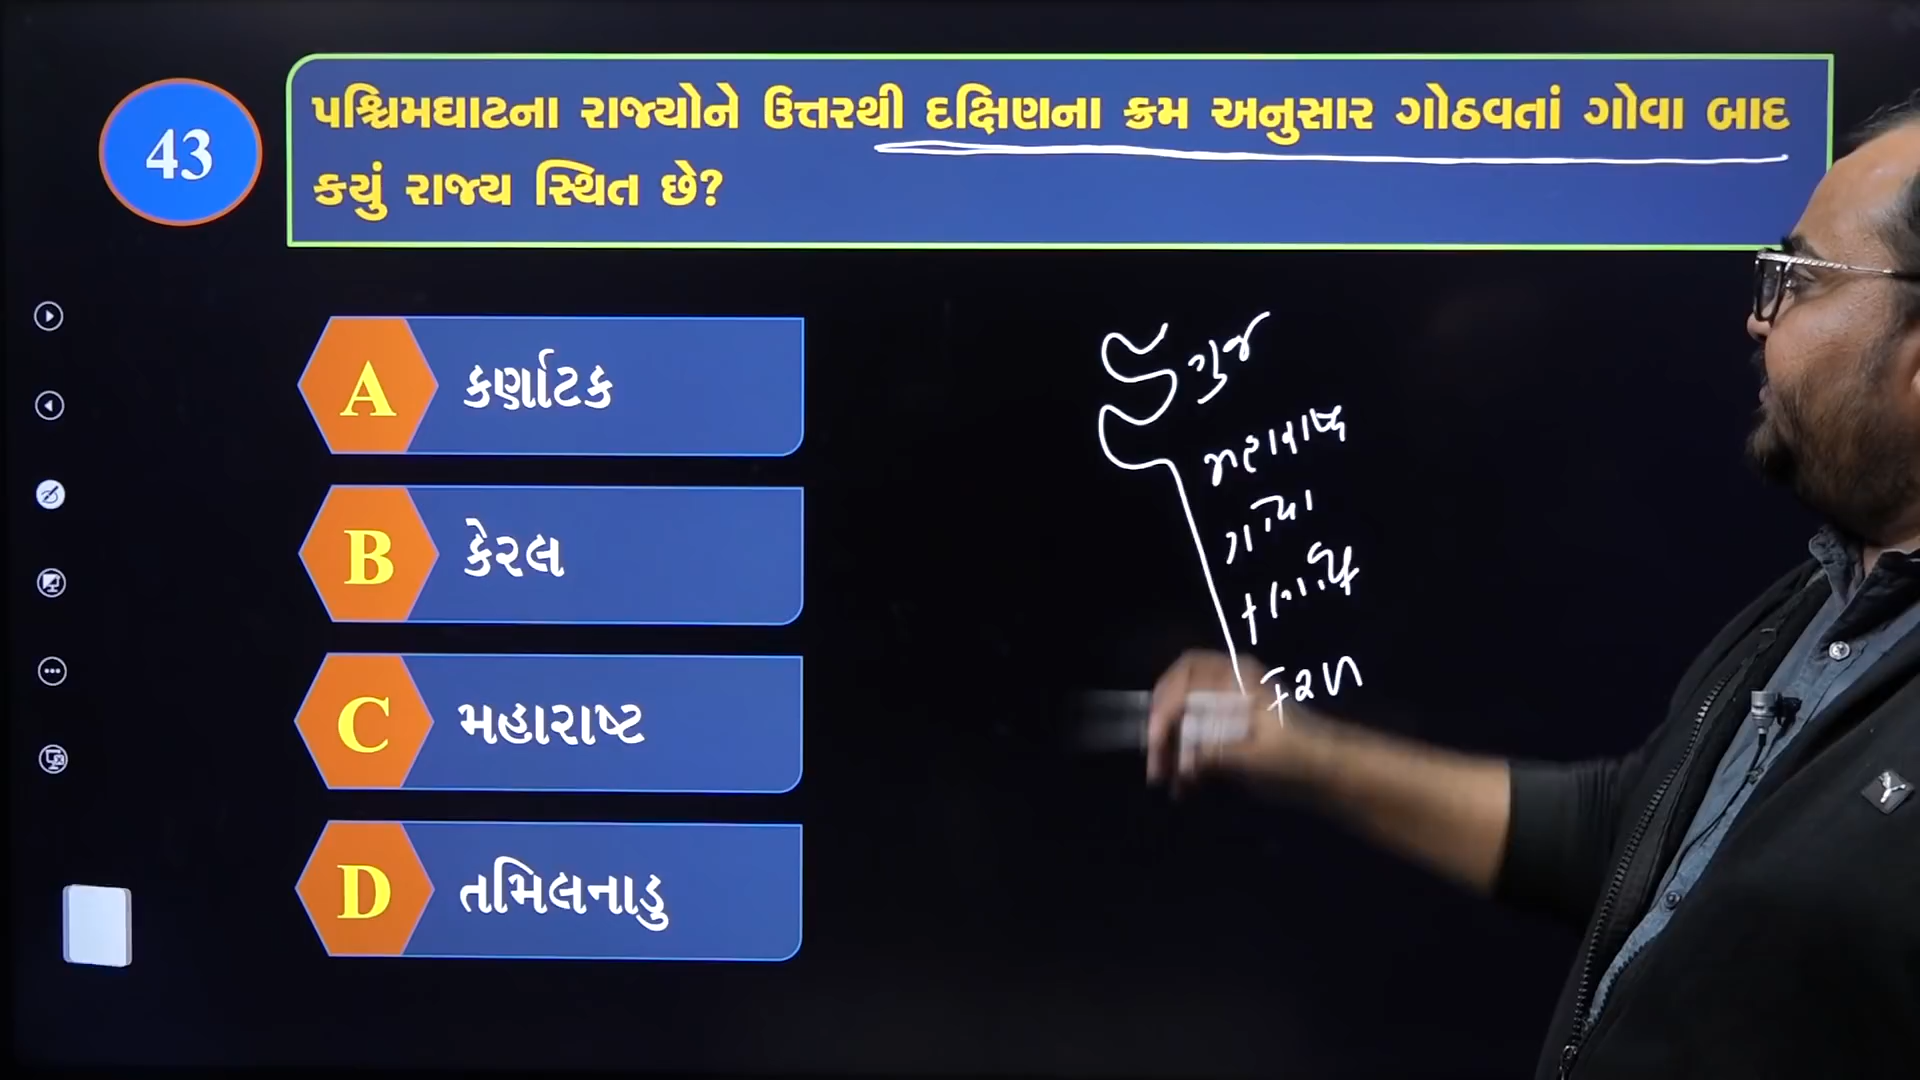 43
પશ્ચિમઘાટના રાજ્યોને ઉત્તરથી દક્ષિણના ક્રમ અનુસાર ગોઠવતાં ગોવા બાદ
કયું રાજ્ય સ્થિત છે?
A કર્ણાટક
B કેરલ
C મહારાષ્ટ
D તમિલનાડુ
ગુજ